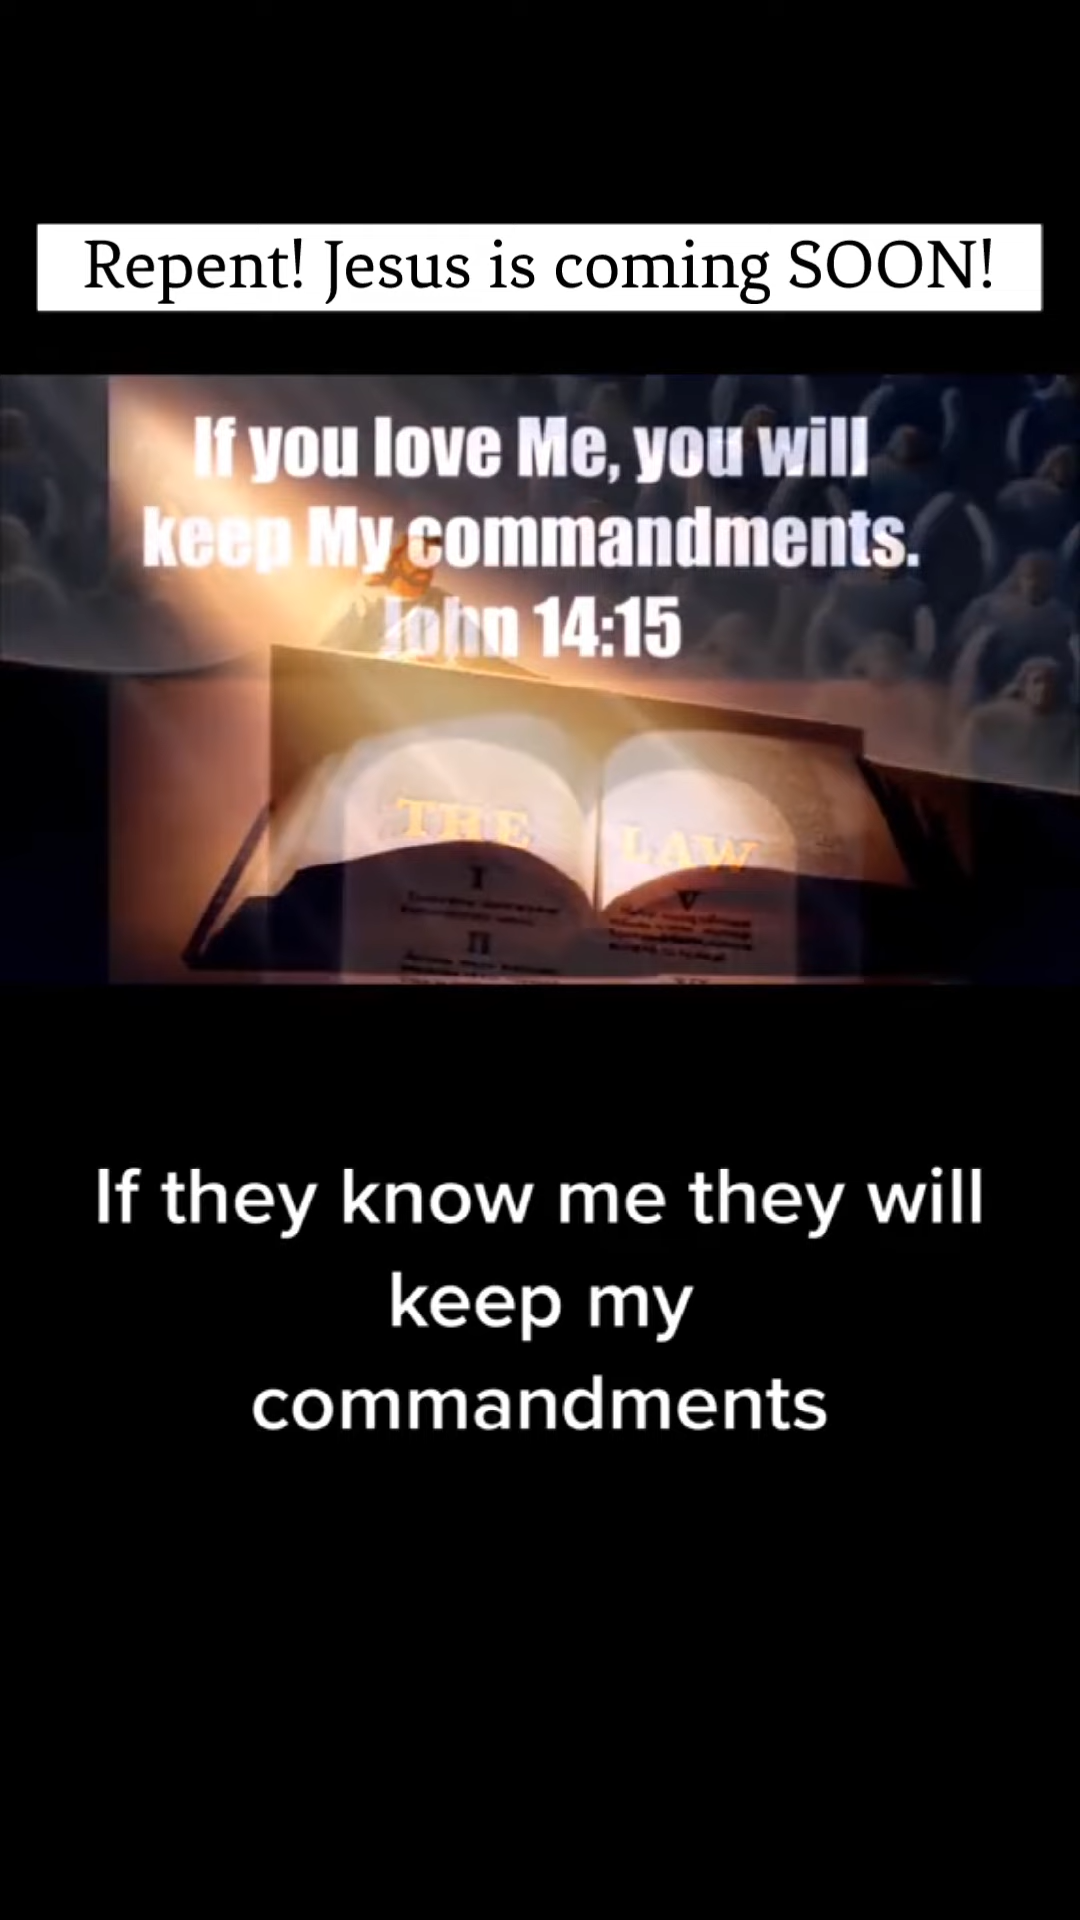 Repent! Jesus is coming SOON!
If you love Me, you will
keep My commandments.
John 14:15
THE LAW
I
V
II
If they know me they will
keep my
commandments